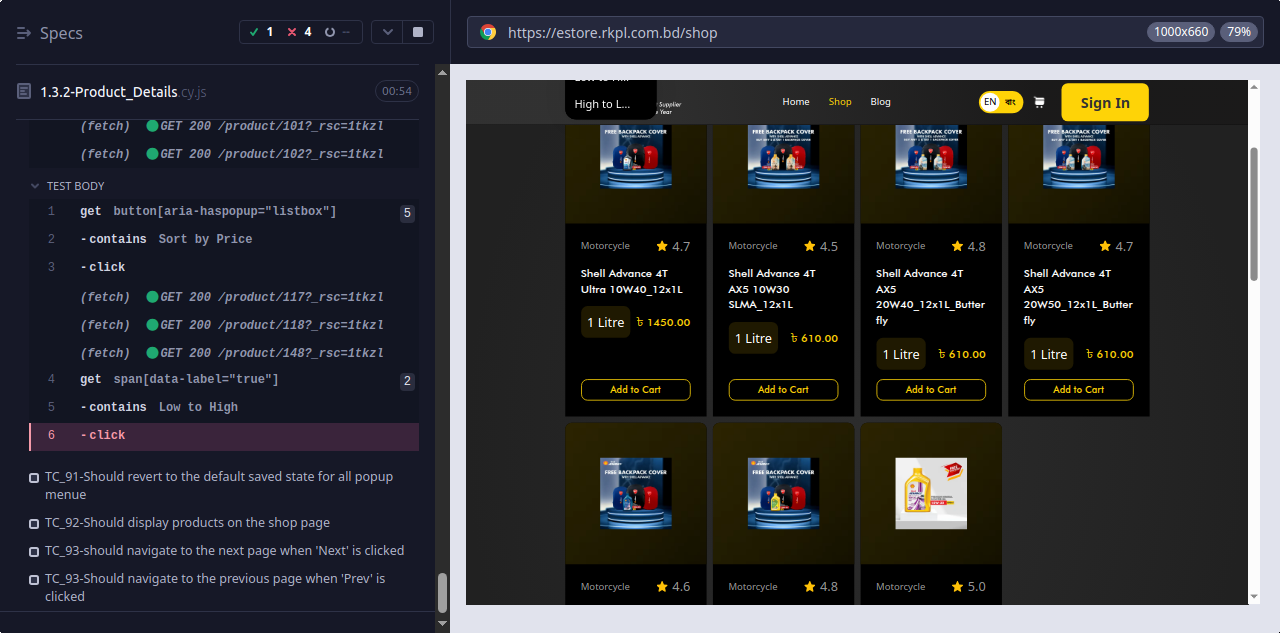 Specs
1
4
--
https://estore.rkpl.com.bd/shop
1000x660
79%
1.3.2-Product_Details.cy.js
00:54
(fetch) GET 200 /product/101?_rsc=1tkzl
(fetch) GET 200 /product/102?_rsc=1tkzl
TEST BODY
1 get button[aria-haspopup="listbox"] 5
2 -contains Sort by Price
3 -click
(fetch) GET 200 /product/117?_rsc=1tkzl
(fetch) GET 200 /product/118?_rsc=1tkzl
(fetch) GET 200 /product/148?_rsc=1tkzl
4 get span[data-label="true"] 2
5 -contains Low to High
6 -click
TC_91-Should revert to the default saved state for all popup
menue
TC_92-Should display products on the shop page
TC_93-should navigate to the next page when 'Next' is clicked
TC_93-Should navigate to the previous page when 'Prev' is
clicked
High to L...
Supplier
Year
Home
Shop
Blog
EN
বাং
Sign In
FREE BACKPACK COVER
FREE BACKPACK COVER
FREE BACKPACK COVER
FREE BACKPACK COVER
Motorcycle 4.7
Shell Advance 4T
Ultra 10W40_12x1L
1 Litre ৳ 1450.00
Add to Cart
Motorcycle 4.5
Shell Advance 4T
AX5 10W30
SLMA_12x1L
1 Litre ৳ 610.00
Add to Cart
Motorcycle 4.8
Shell Advance 4T
AX5
20W40_12x1L_Butter
fly
1 Litre ৳ 610.00
Add to Cart
Motorcycle 4.7
Shell Advance 4T
AX5
20W50_12x1L_Butter
fly
1 Litre ৳ 610.00
Add to Cart
FREE BACKPACK COVER
FREE BACKPACK COVER
Motorcycle 4.6
Motorcycle 4.8
Motorcycle 5.0